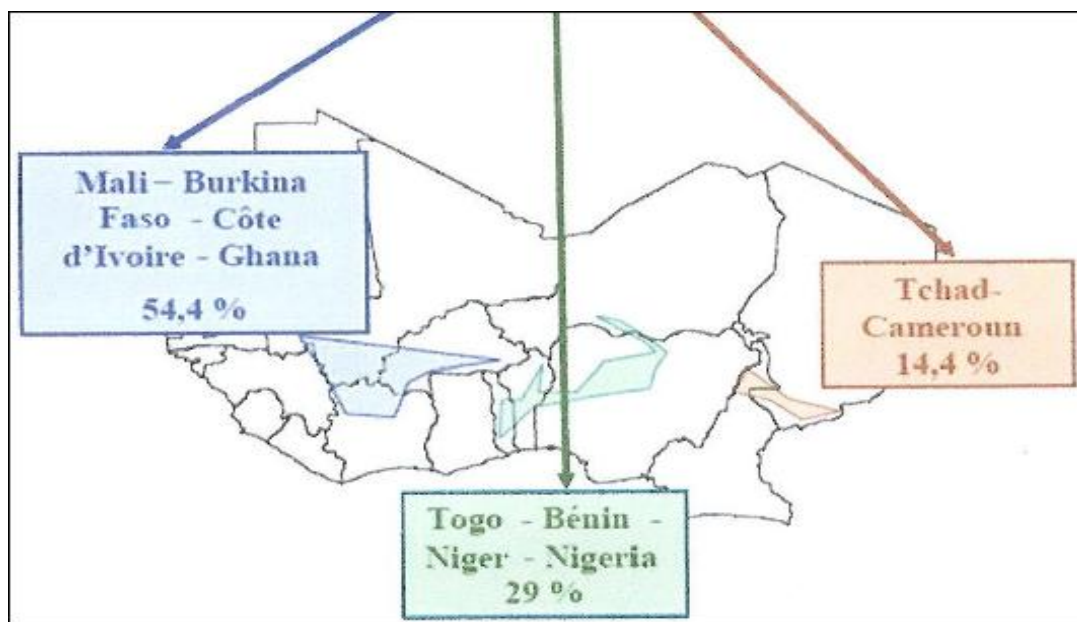 Mali – Burkina
Faso - Côte
d'Ivoire - Ghana
54,4 %
Tchad-
Cameroun
14,4 %
Togo - Bénin -
Niger - Nigeria
29 %